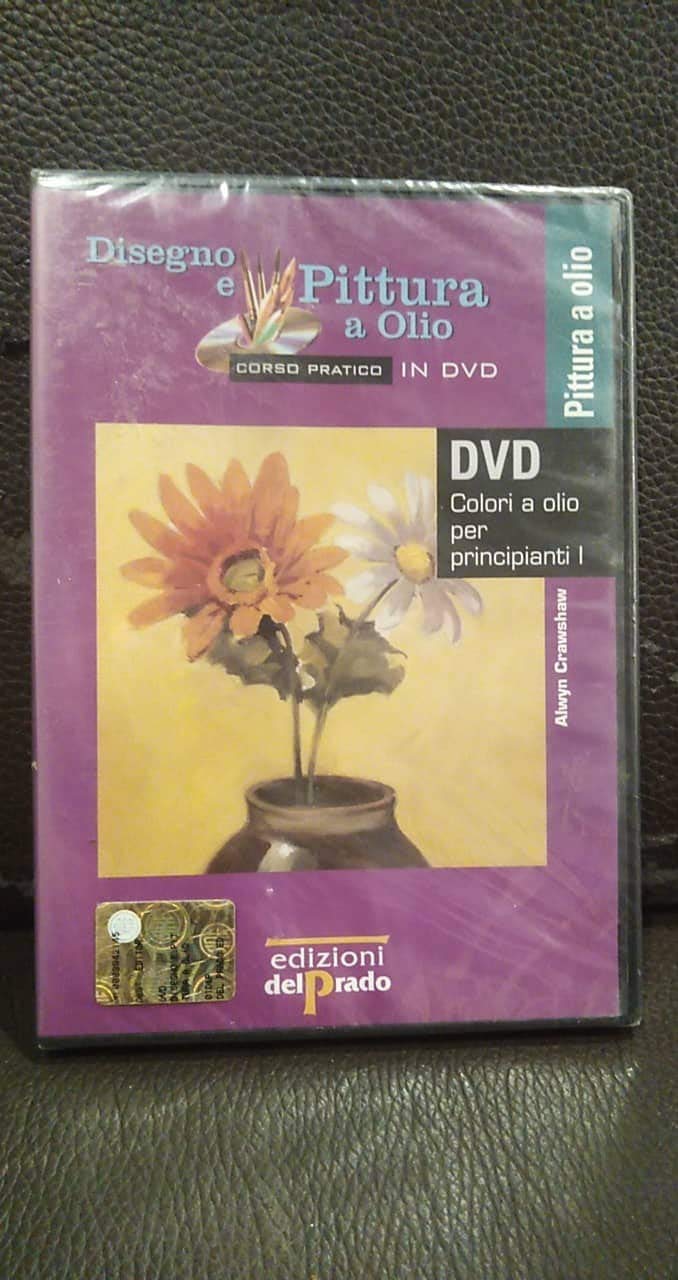 Disegno
e Pittura
a Olio
CORSO PRATICO IN DVD
Pittura a olio
DVD
Colori a olio
per
principianti I
Alwyn Crawshaw
edizioni
delPrado